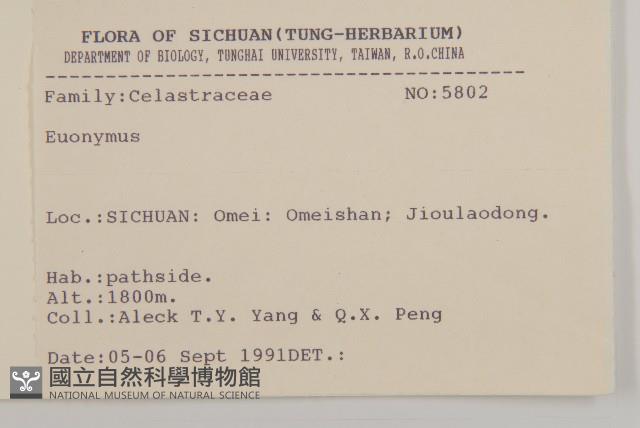 FLORA OF SICHUAN(TUNG-HERBARIUM)
DEPARTMENT OF BIOLOGY, TUNGHAI UNIVERSITY, TAIWAN, R.O.CHINA
----------------------------------------
Family:Celastraceae NO:5802
Euonymus
Loc.:SICHUAN: Omei: Omeishan; Jioulaodong.
Hab.:pathside.
Alt.:1800m.
Coll.:Aleck T.Y. Yang & Q.X. Peng
Date:05-06 Sept 1991DET.:
國立自然科學博物館
NATIONAL MUSEUM OF NATURAL SCIENCE